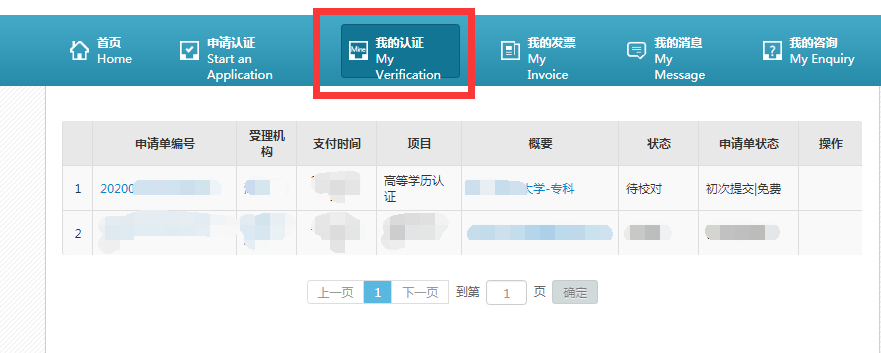 首页
Home
申请认证
Start an
Application
Mine
我的认证
My
Verification
我的发票
My
Invoice
我的消息
My
Message
我的咨询
My Enquiry
申请单编号
受理机
构
支付时间
项目
概要
状态
申请单状态
操作
1
20200
高等学历认
证
大学-专科
待校对
初次提交|免费
2
上一页 1 下一页 到第 1 页 确定